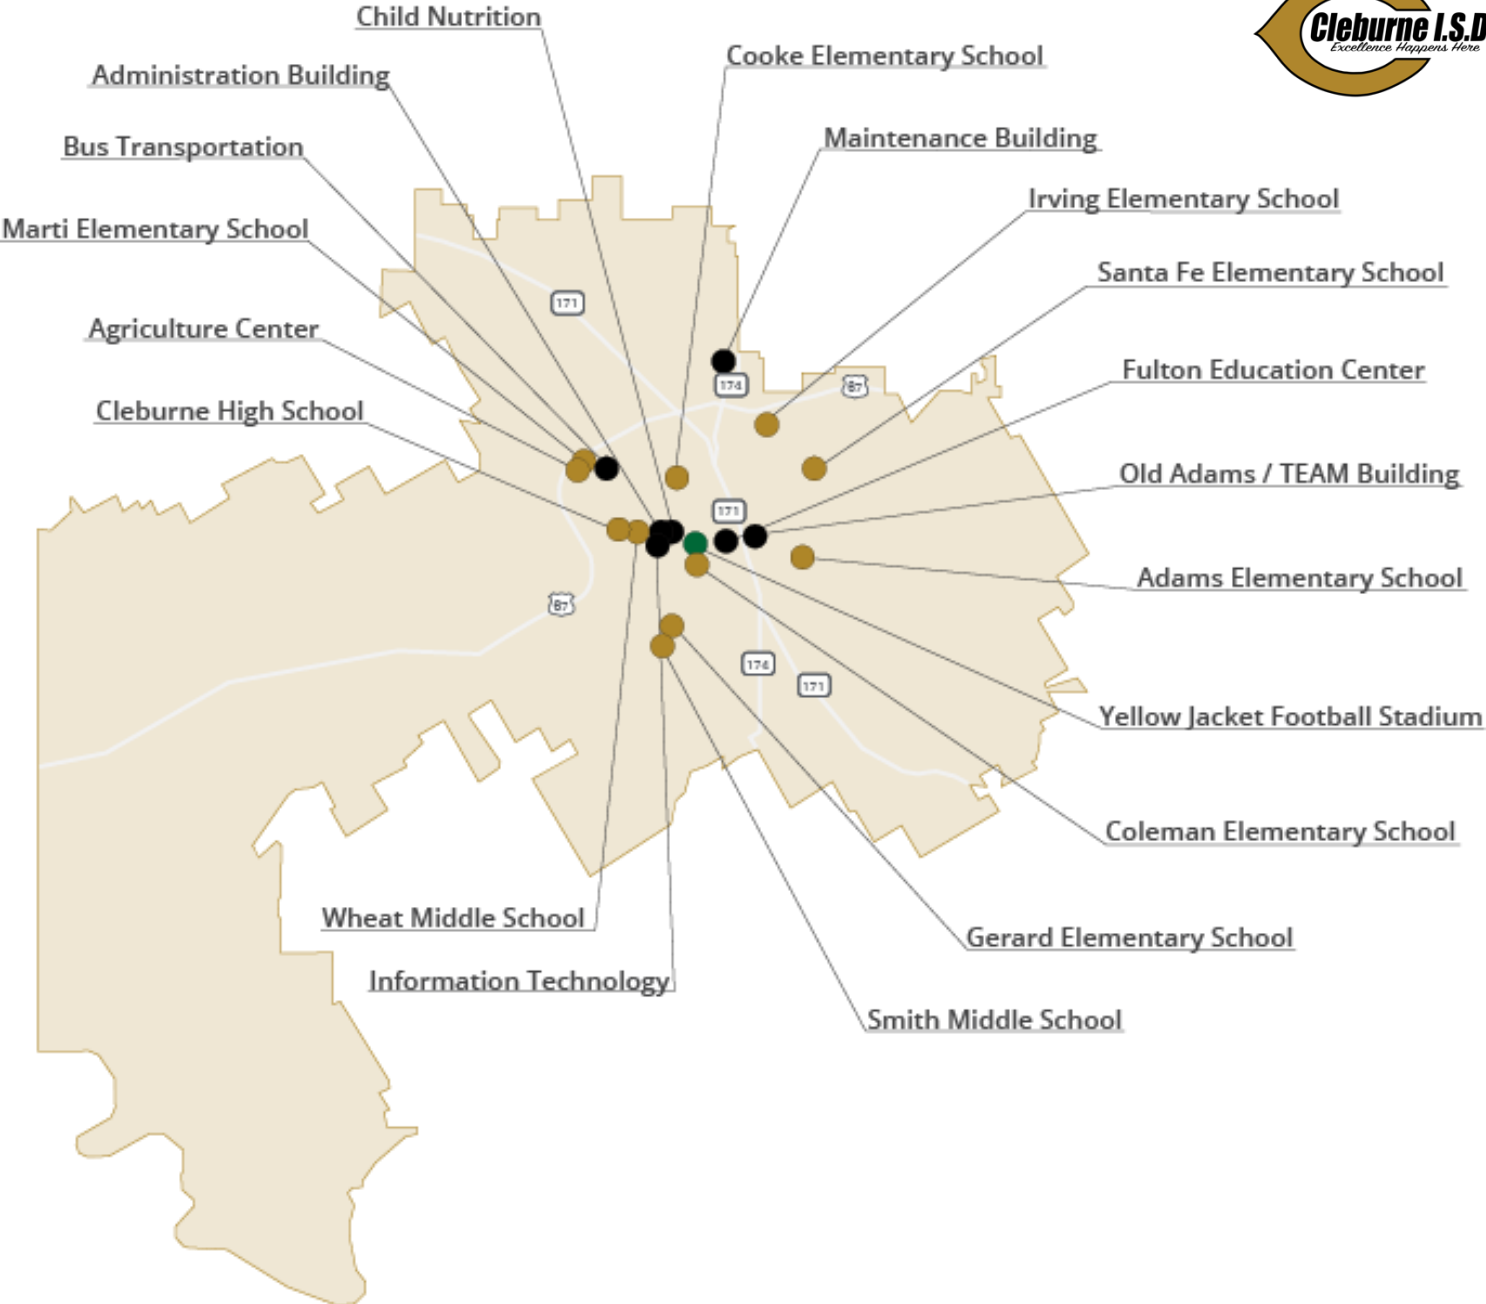 Child Nutrition
Cleburne I.S.D
Excellence Happens Here
Cooke Elementary School
Administration Building
Maintenance Building
Bus Transportation
Irving Elementary School
Marti Elementary School
Santa Fe Elementary School
171
Agriculture Center
Fulton Education Center
174
67
Cleburne High School
Old Adams / TEAM Building
171
Adams Elementary School
67
174
171
Yellow Jacket Football Stadium
Coleman Elementary School
Wheat Middle School
Gerard Elementary School
Information Technology
Smith Middle School